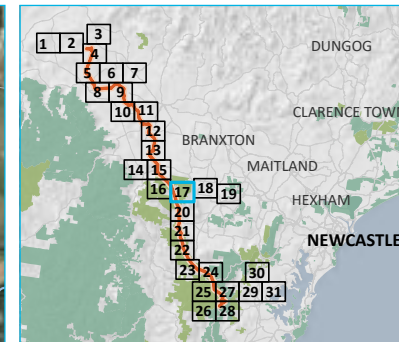 3
1 2
4
DUNGOG
5 6 7
8 9
10 11
CLARENCE TOW
12
BRANXTON
13
MAITLAND
14 15
16 17 18 19
HEXHAM
20
21
NEWCASTLE
22
23 24
30
25 27 29 31
26 28